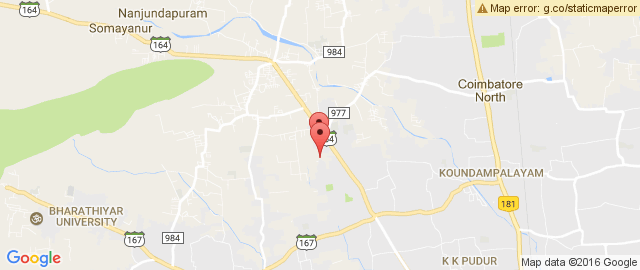 164
Nanjundapuram
Somayanur
164
164
984
Map error: g.co/staticmaperror
Coimbatore
North
977
KOUNDAMPALAYAM
BHARATHIYAR
UNIVERSITY
167
984
167
181
K K PUDUR
Google
Map data ©2016 Google